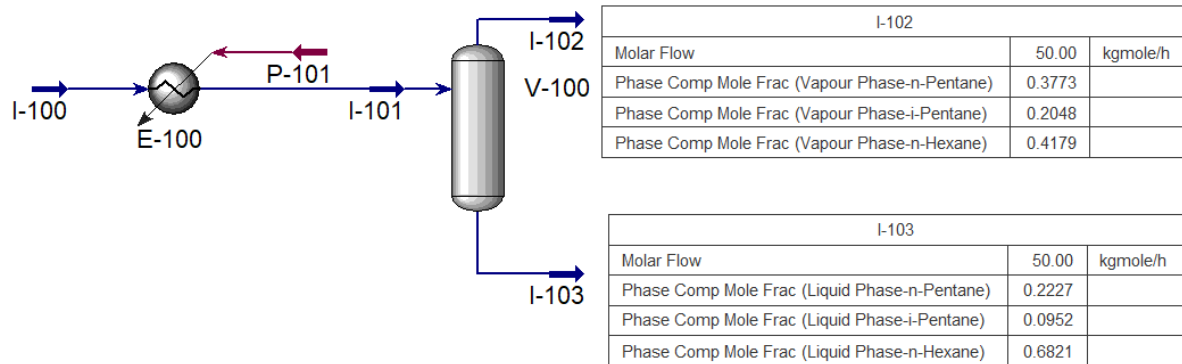 I-100
E-100
P-101
I-101
I-102
V-100
I-103
I-102
Molar Flow 50.00 kgmole/h
Phase Comp Mole Frac (Vapour Phase-n-Pentane) 0.3773
Phase Comp Mole Frac (Vapour Phase-i-Pentane) 0.2048
Phase Comp Mole Frac (Vapour Phase-n-Hexane) 0.4179
I-103
Molar Flow 50.00 kgmole/h
Phase Comp Mole Frac (Liquid Phase-n-Pentane) 0.2227
Phase Comp Mole Frac (Liquid Phase-i-Pentane) 0.0952
Phase Comp Mole Frac (Liquid Phase-n-Hexane) 0.6821